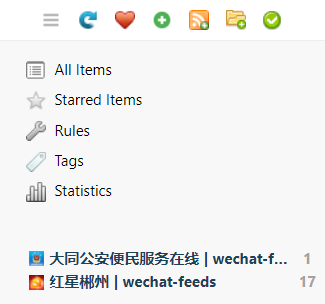 All Items
Starred Items
Rules
Tags
Statistics
大同公安便民服务在线 | wechat-f... 1
红星郴州 | wechat-feeds 17